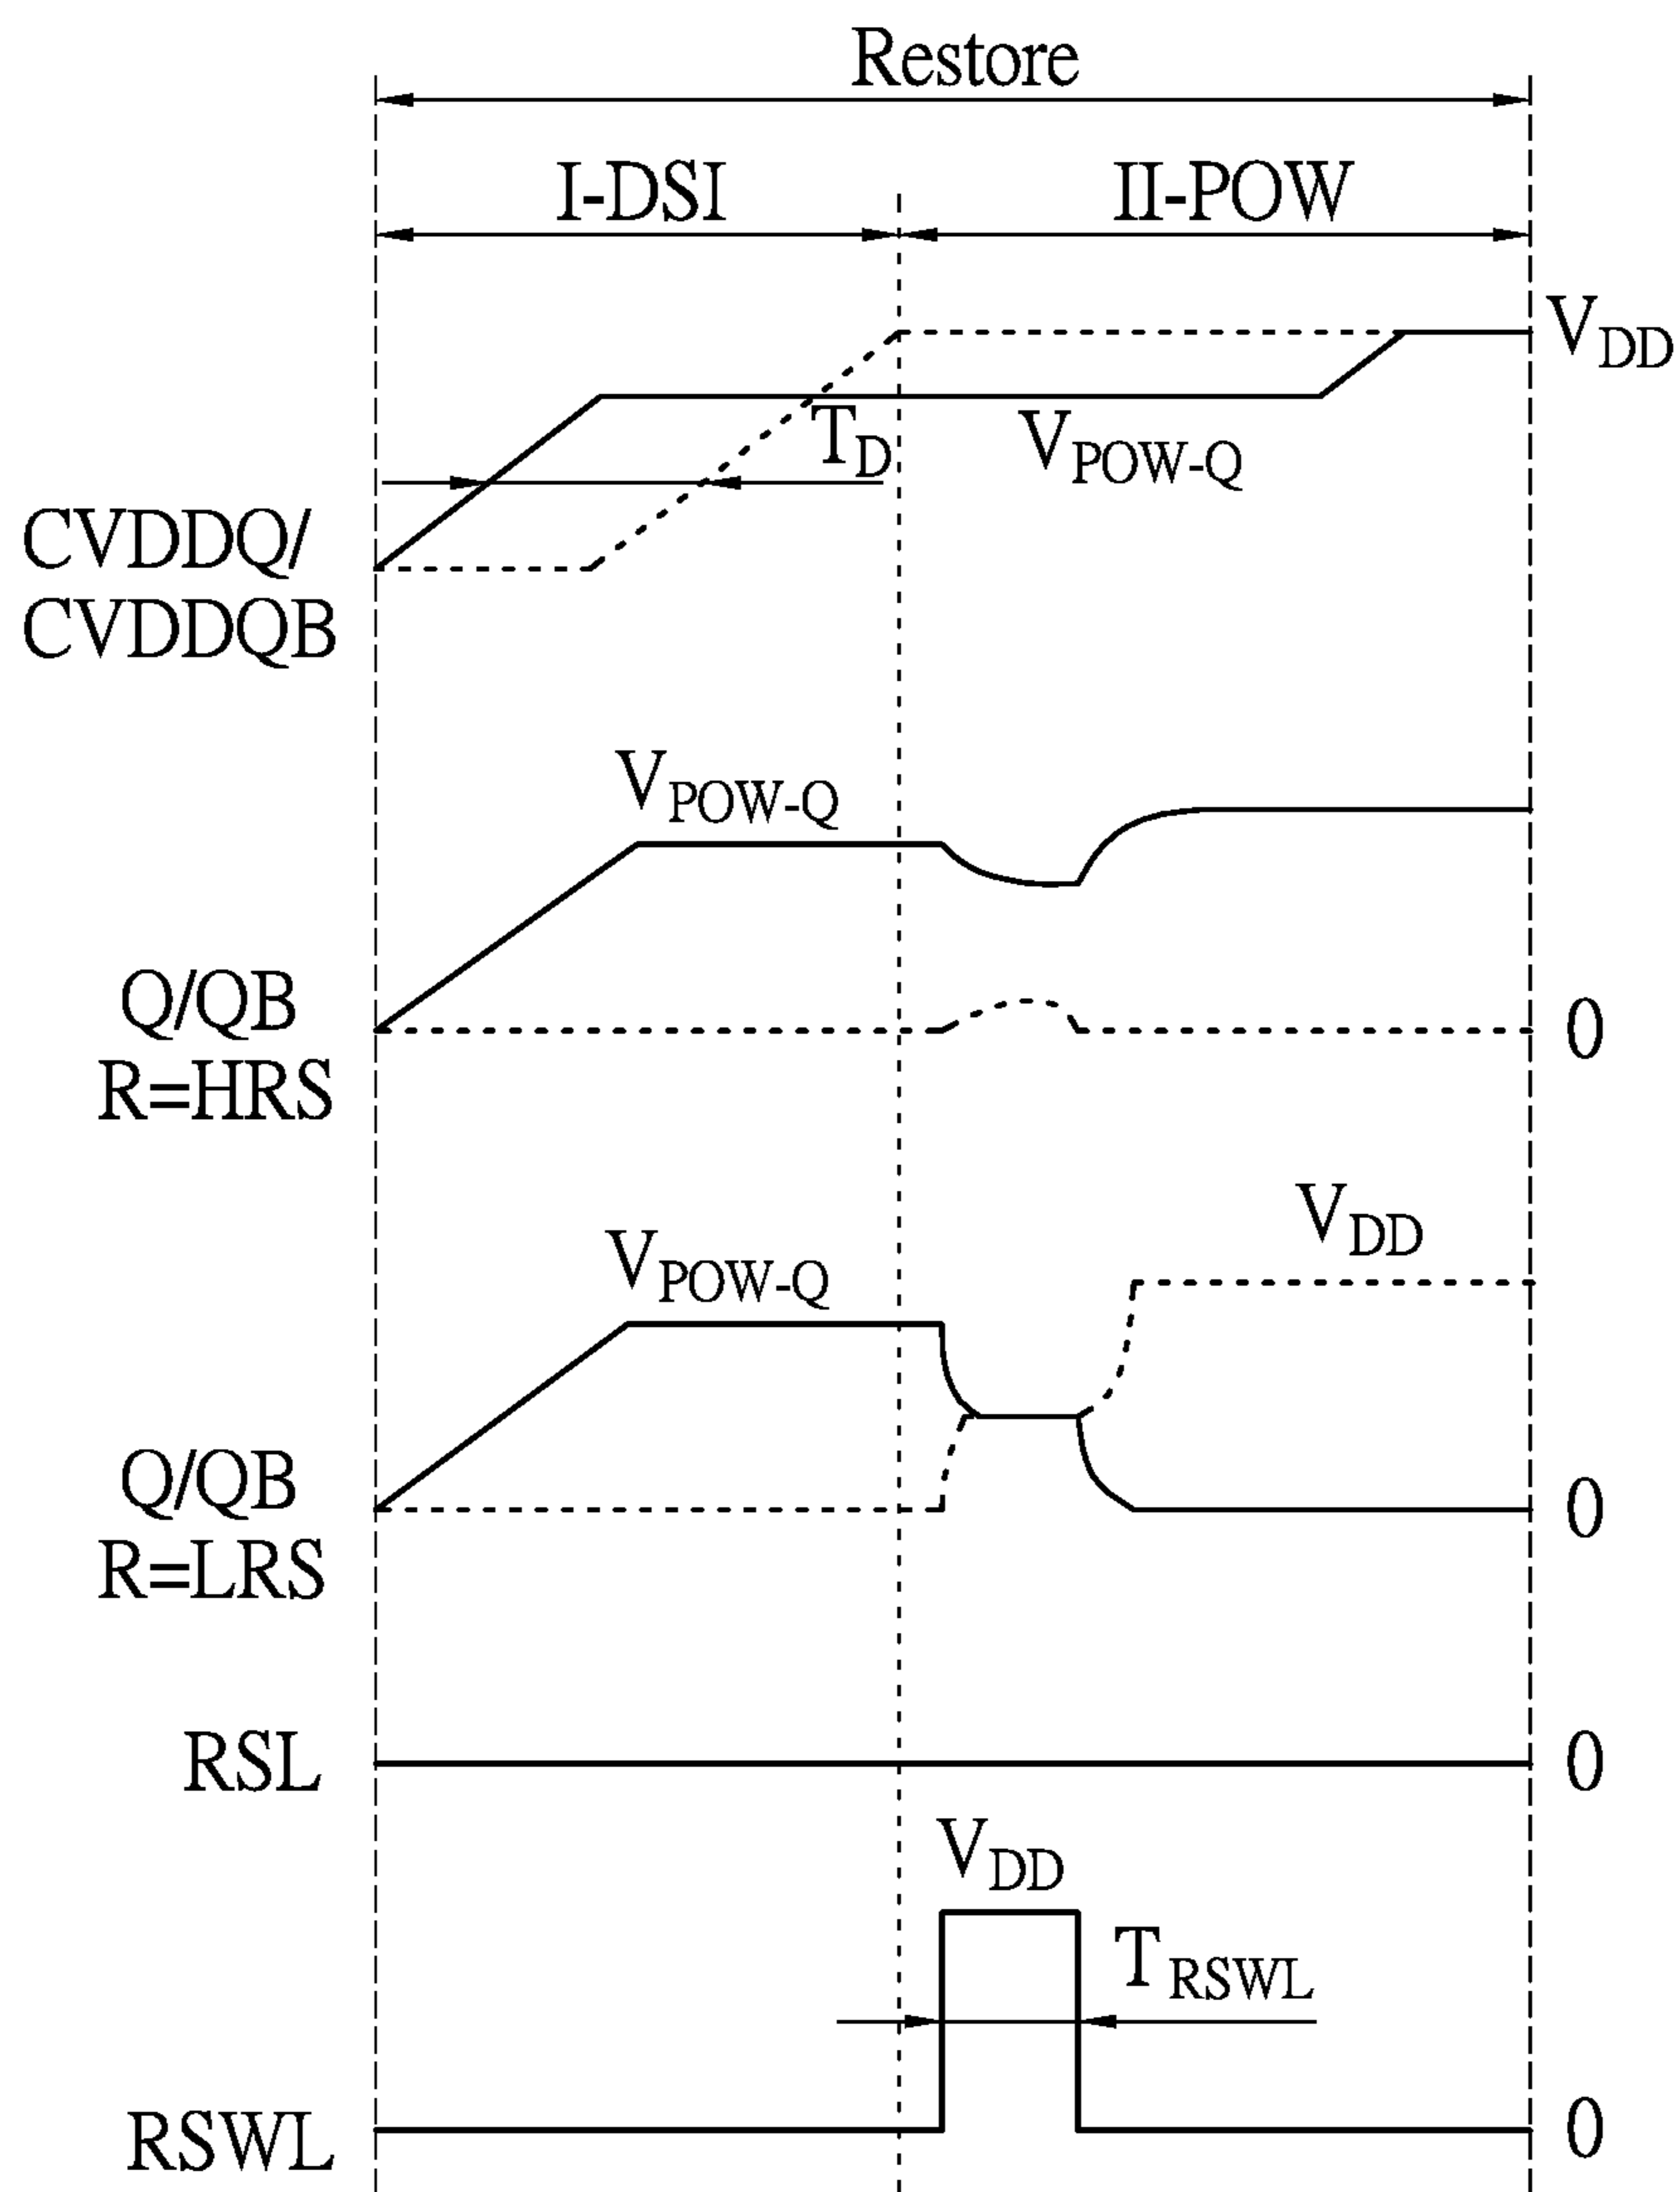 Restore
I-DSI
II-POW
VDD
TD
VPOW-Q
CVDDQ/
CVDDQB
VPOW-Q
Q/QB
R=HRS
0
VDD
VPOW-Q
Q/QB
R=LRS
0
RSL
0
VDD
TRSWL
RSWL
0